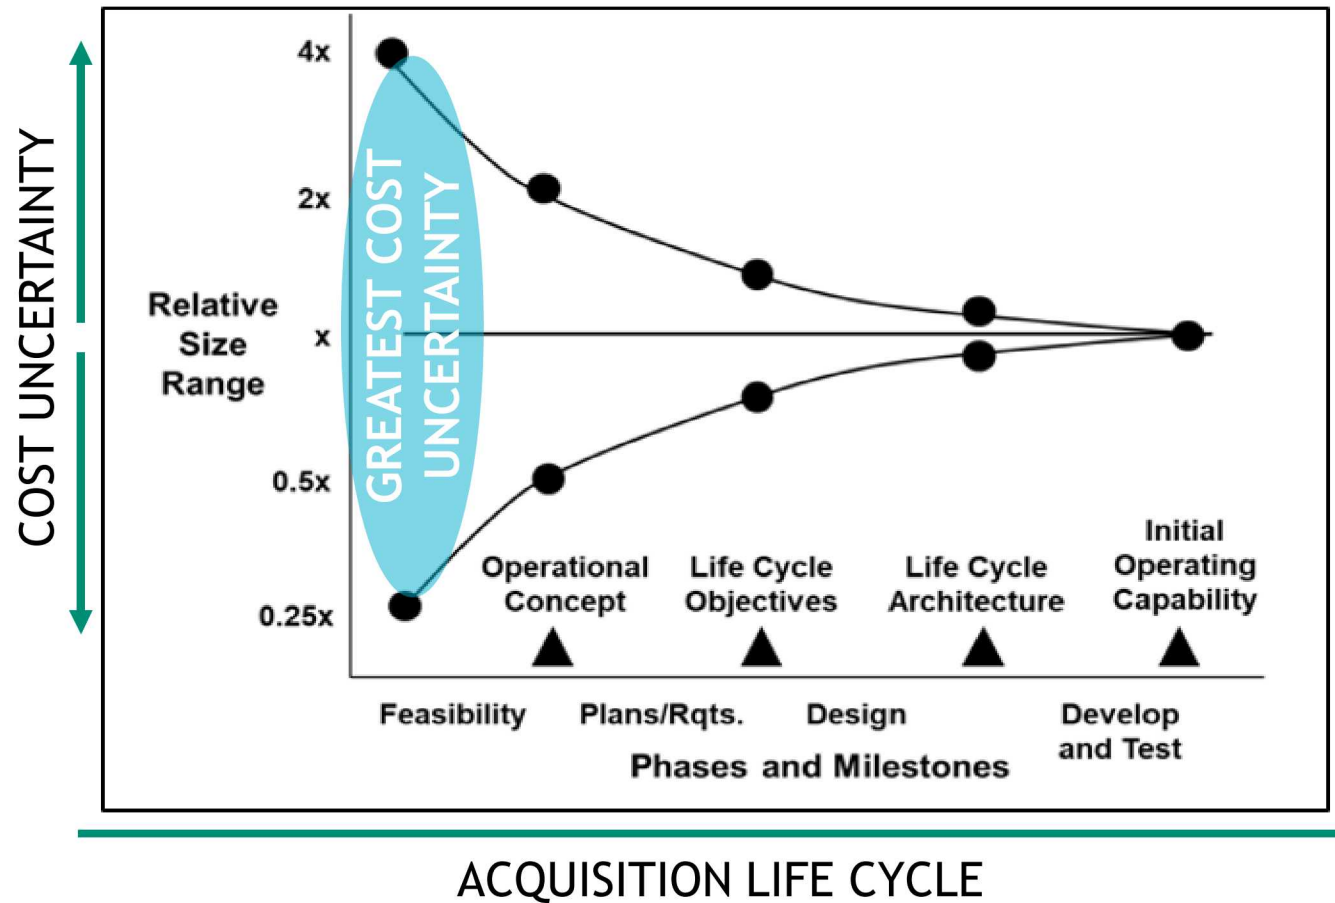 COST UNCERTAINTY
4x
2x
Relative
Size
Range
x
0.5x
0.25x
GREATEST COST
UNCERTAINTY
Operational
Concept
Life Cycle
Objectives
Life Cycle
Architecture
Initial
Operating
Capability
Feasibility
Plans/Rqts.
Design
Develop
and Test
Phases and Milestones
ACQUISITION LIFE CYCLE